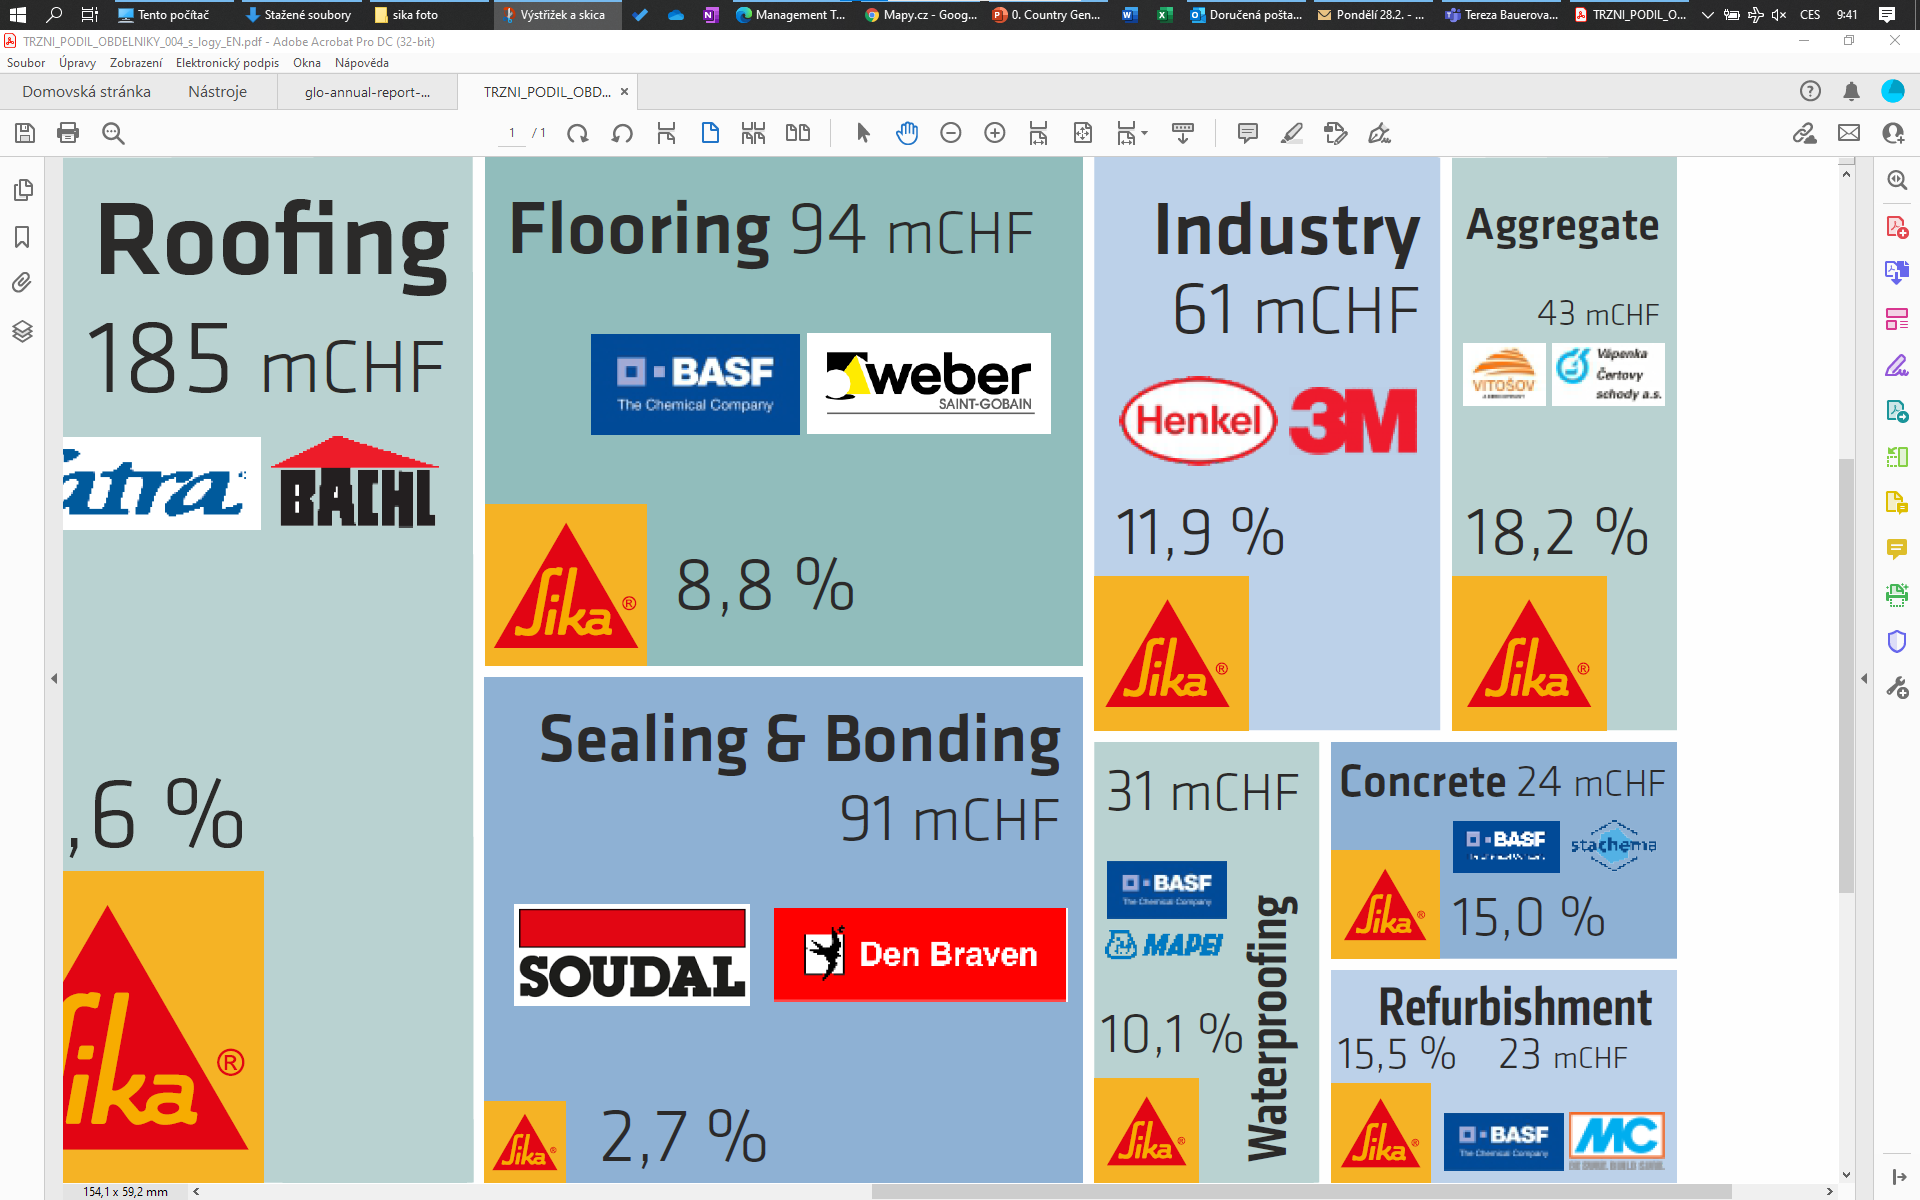 Tento počítač
Stažené soubory
sika foto
Výstřižek a skica
Management T...
Mapy.cz - Goog...
0. Country Gen...
Doručená pošta...
Pondělí 28.2. - ...
Tereza Bauerova...
TRZNI_PODIL_O...
CES
9:41
TRZNI_PODIL_OBDELNIKY_004_s_logy_EN.pdf - Adobe Acrobat Pro DC (32-bit)
Soubor Úpravy Zobrazení Elektronický podpis Okna Nápověda
Domovská stránka
Nástroje
glo-annual-report-...
TRZNI_PODIL_OBD...
1 / 1
Roofing
185 mCHF
atra
BACHL
,6 %
ika ®
Flooring 94 mCHF
BASF
The Chemical Company
weber
SAINT-GOBAIN
Sika ®
8,8 %
Sealing & Bonding
91 mCHF
SOUDAL
Den Braven
Sika
2,7 %
Industry
61 mCHF
Henkel
3M
11,9 %
Sika ®
Aggregate
43 mCHF
VITOŠOV
Vápenka
Čertovy
schody a.s.
18,2 %
Sika ®
31 mCHF
BASF
The Chemical Company
MAPEI
Waterproofing
10,1 %
Sika
Concrete 24 mCHF
BASF
stachema
Sika
15,0 %
Refurbishment
15,5 % 23 mCHF
Sika
BASF
The Chemical Company
MC
154,1 x 59,2 mm